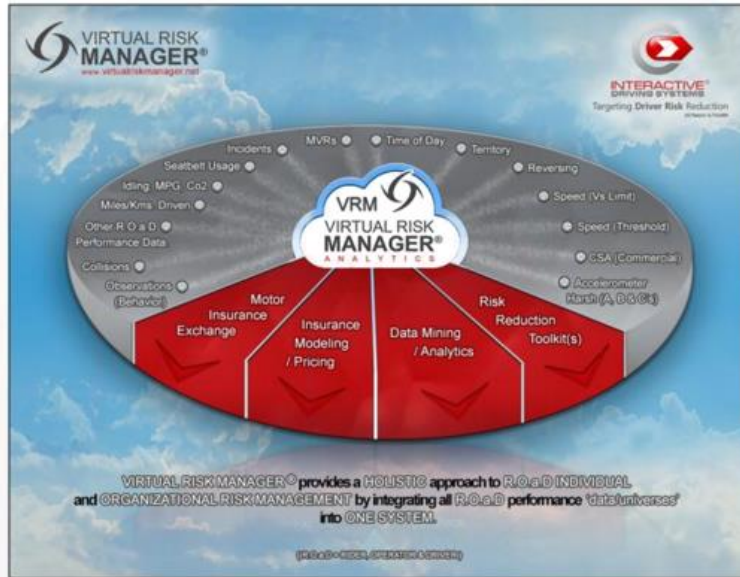 VIRTUAL RISK
MANAGER®
www.virtualriskmanager.net
INTERACTIVE®
DRIVING SYSTEMS
Targeting Driver Risk Reduction
Incidents
MVRs
Time of Day
Territory
Seatbelt Usage
Reversing
Idling MPG Co2
Miles/Kms Driven
Speed (Vs Limit)
Other R O a D
Performance Data
Speed (Threshold)
Collisions
CSA (Commercial)
Observations
(Behavior)
Accelerometer
Harsh (A, B & C's)
VRM
VIRTUAL RISK
MANAGER®
ANALYTICS
Motor
Insurance
Exchange
Insurance
Modeling
/ Pricing
Data Mining
/ Analytics
Risk
Reduction
Toolkit(s)
VIRTUAL RISK MANAGER® provides a HOLISTIC approach to R.O.a.D INDIVIDUAL
and ORGANIZATIONAL RISK MANAGEMENT by integrating all R.O.a.D performance 'data/universes'
into ONE SYSTEM.
(R.O.a.D = RIDER, OPERATOR & DRIVER)